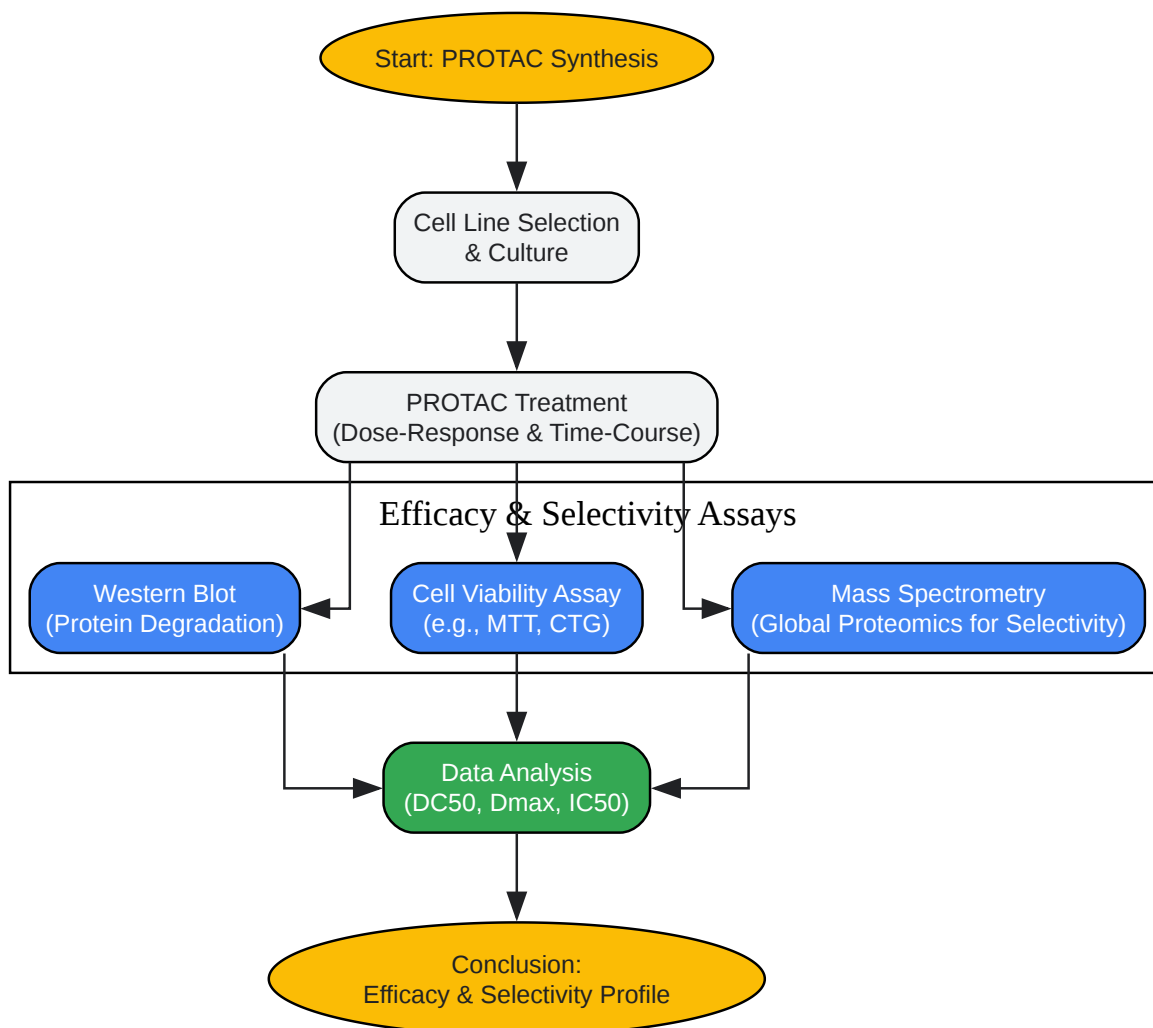 Start: PROTAC Synthesis
Cell Line Selection
& Culture
PROTAC Treatment
(Dose-Response & Time-Course)
Efficacy & Selectivity Assays
Western Blot
(Protein Degradation)
Cell Viability Assay
(e.g., MTT, CTG)
Mass Spectrometry
(Global Proteomics for Selectivity)
Data Analysis
(DC50, Dmax, IC50)
Conclusion:
Efficacy & Selectivity Profile